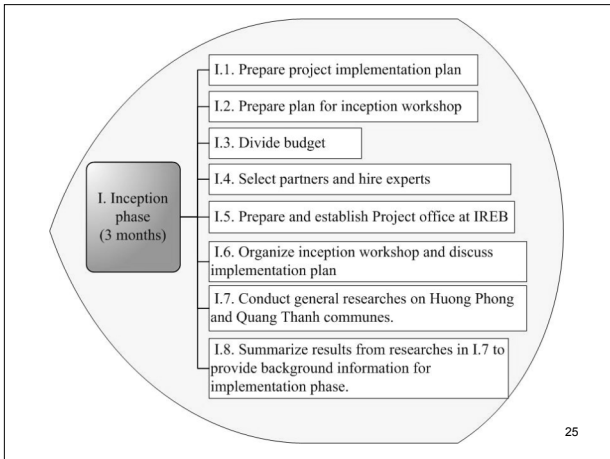 I. Inception
phase
(3 months)
I.1. Prepare project implementation plan
I.2. Prepare plan for inception workshop
I.3. Divide budget
I.4. Select partners and hire experts
I.5. Prepare and establish Project office at IREB
I.6. Organize inception workshop and discuss
implementation plan
I.7. Conduct general researches on Huong Phong
and Quang Thanh communes.
I.8. Summarize results from researches in I.7 to
provide background information for
implementation phase.
25